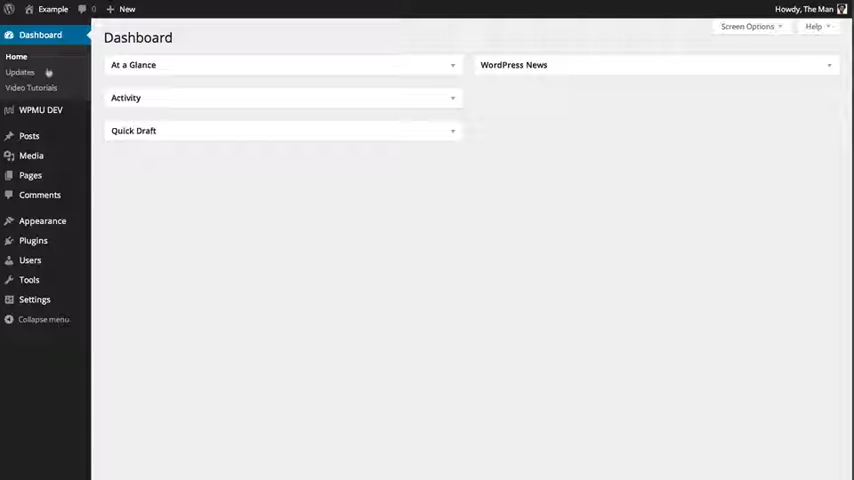 Example 0 New Howdy, The Man
Screen Options Help
Dashboard
Home
Updates
Video Tutorials
WPMU DEV
Posts
Media
Pages
Comments
Appearance
Plugins
Users
Tools
Settings
Collapse menu
Dashboard
At a Glance
Activity
Quick Draft
WordPress News